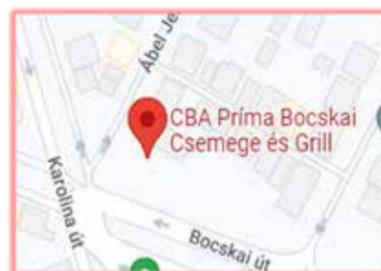 Ábel Je
CBA Príma Bocskai
Csemege és Grill
Karolina út
Bocskai út